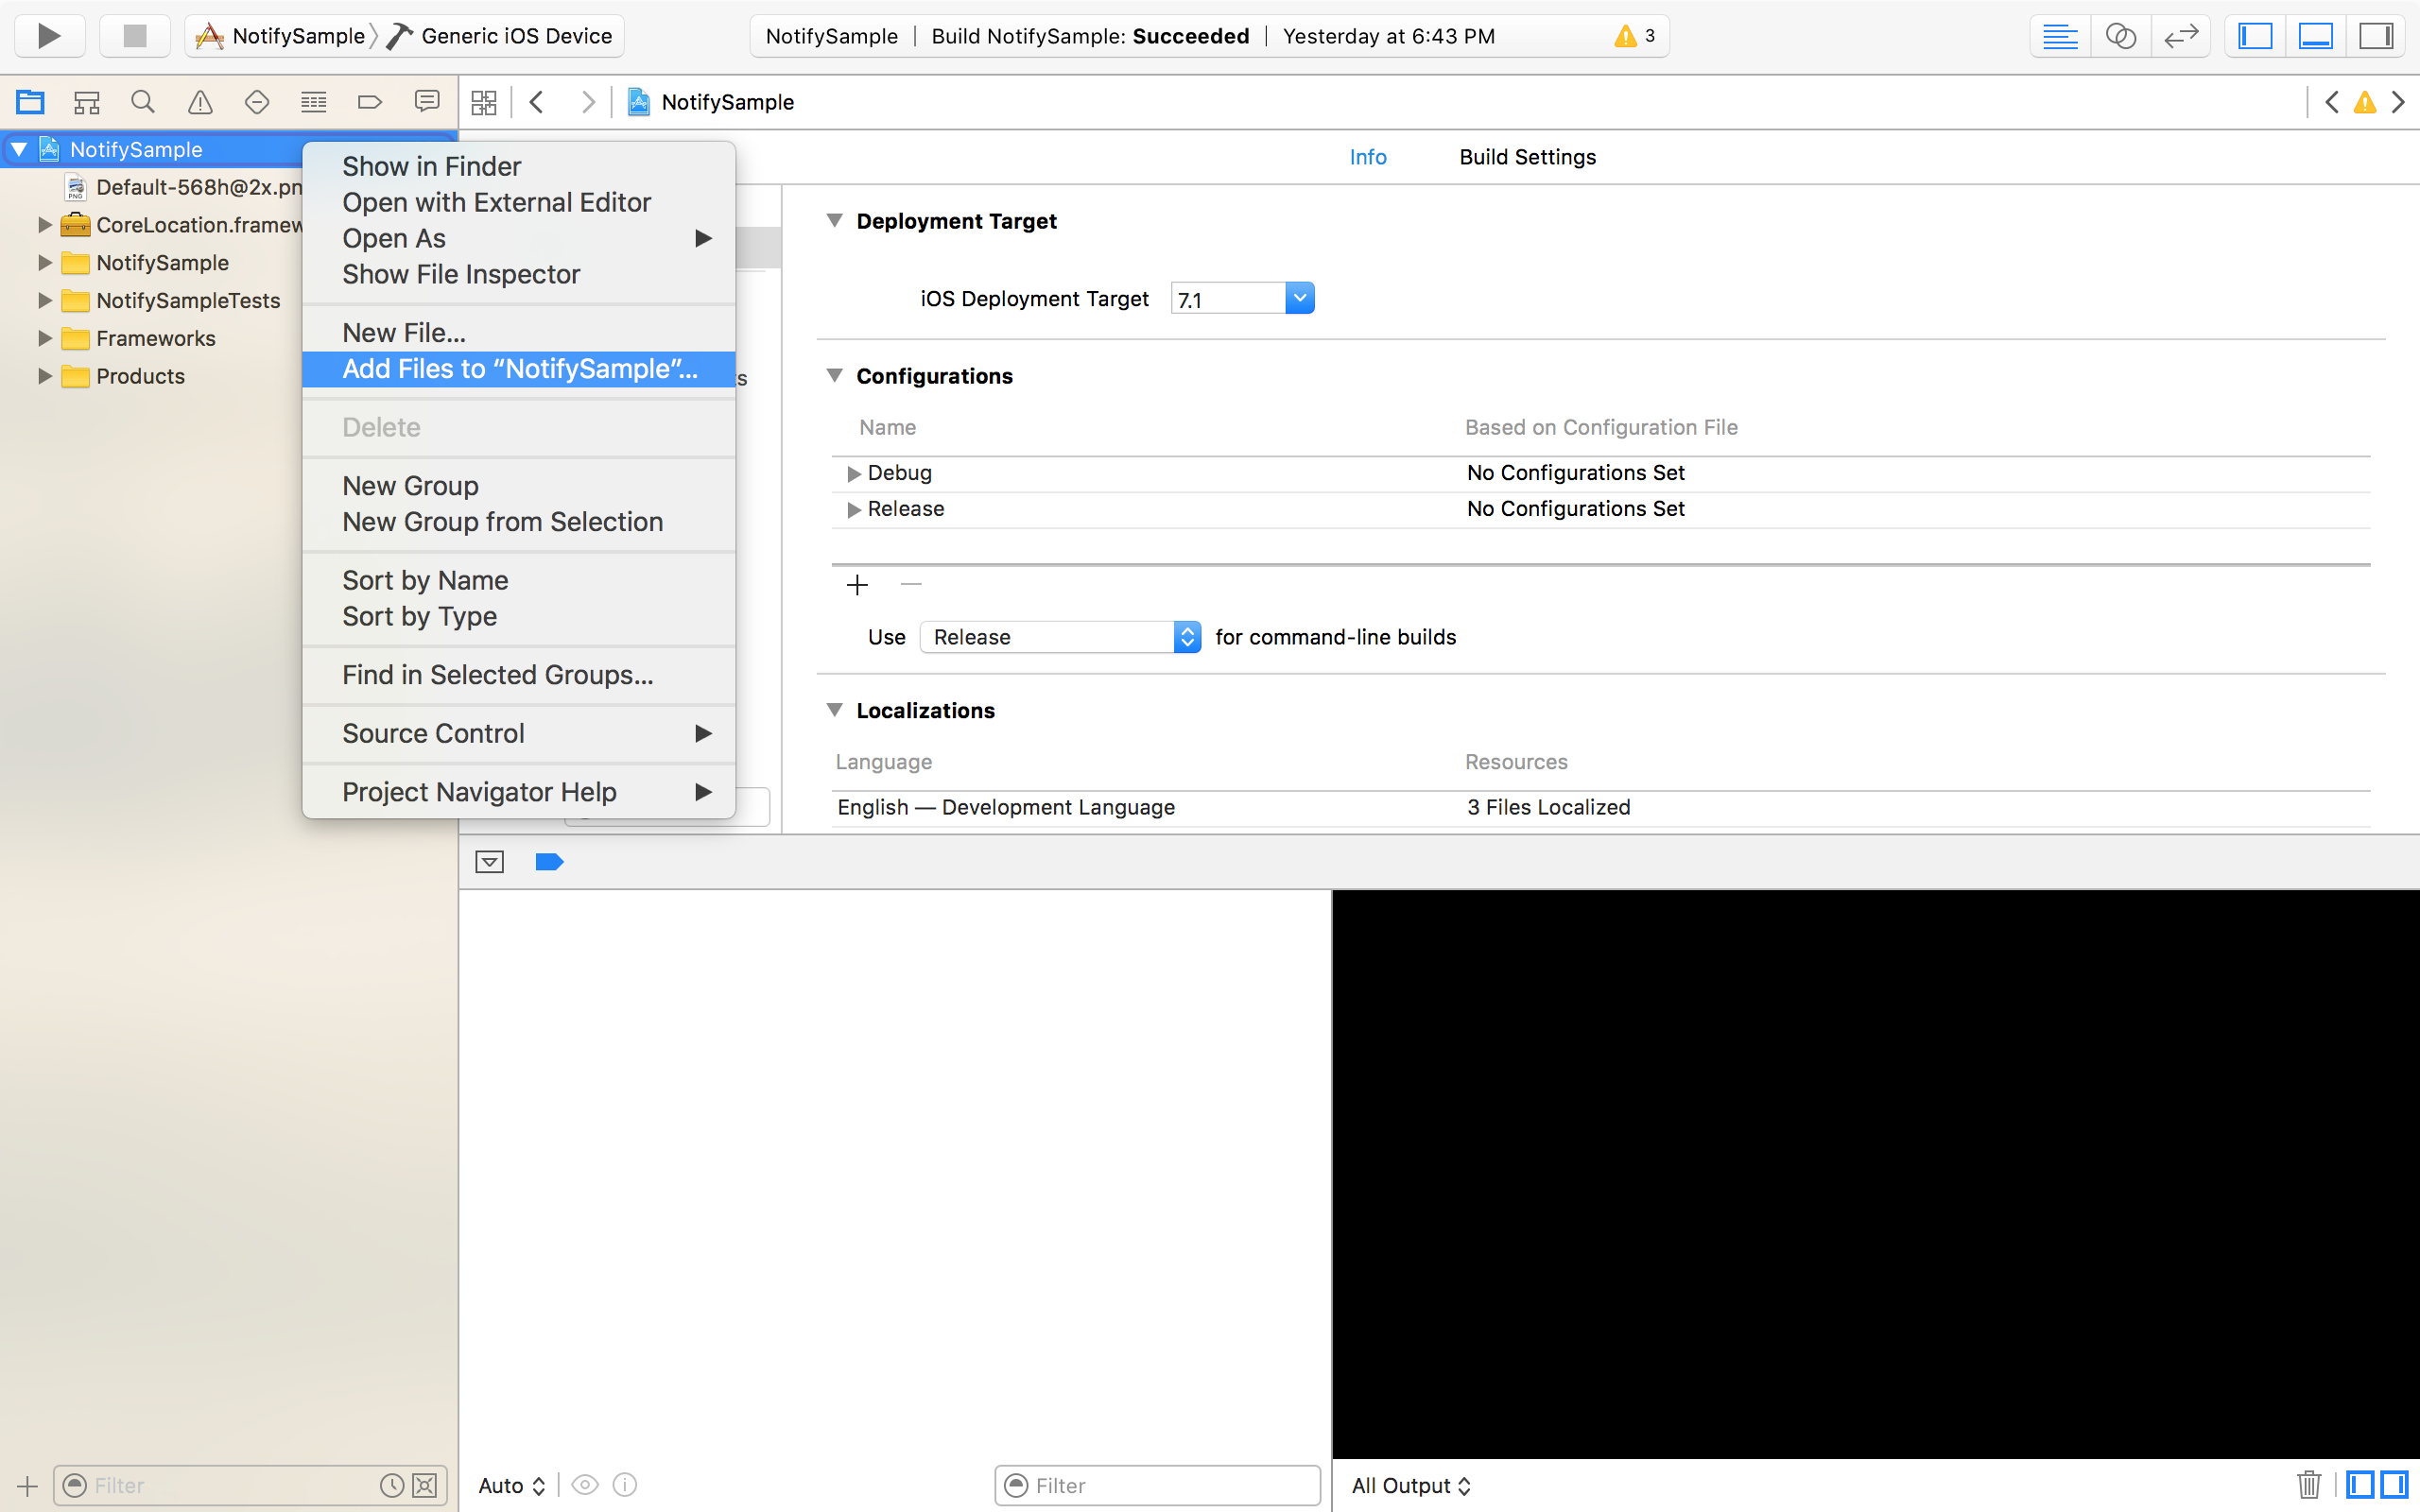 NotifySample 〉 Generic iOS Device
NotifySample | Build NotifySample: Succeeded | Yesterday at 6:43 PM
3
NotifySample
NotifySample
Default-568h@2x.pn
CoreLocation.framew
NotifySample
NotifySampleTests
Frameworks
Products
Show in Finder
Open with External Editor
Open As
Show File Inspector
New File...
Add Files to “NotifySample”...
Delete
New Group
New Group from Selection
Sort by Name
Sort by Type
Find in Selected Groups...
Source Control
Project Navigator Help
Info Build Settings
Deployment Target
iOS Deployment Target 7.1
Configurations
Name Based on Configuration File
Debug No Configurations Set
Release No Configurations Set
Use Release for command-line builds
Localizations
Language Resources
English — Development Language 3 Files Localized
Filter
Auto
Filter
All Output